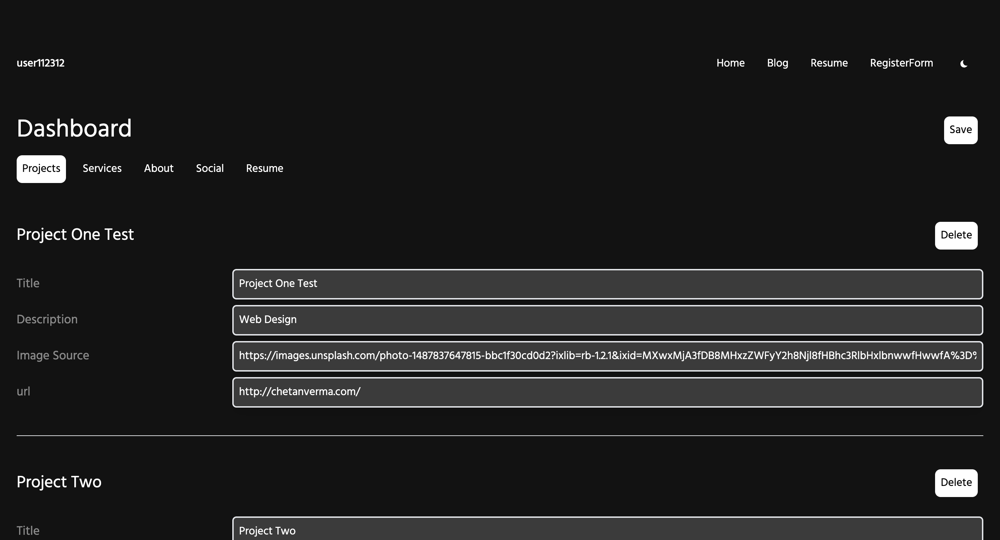 user112312 Home Blog Resume RegisterForm
Dashboard Save
Projects Services About Social Resume
Project One Test Delete
Title Project One Test
Description Web Design
Image Source https://images.unsplash.com/photo-1487837647815-bbc1f30cd0d2?ixlib=rb-1.2.1&ixid=MXwxMjA3fDB8MHxzZWFyY2h8Njl8fHBhc3RlbHxlbnwwfHwwfA%3D%
url http://chetanverma.com/
Project Two Delete
Title Project Two